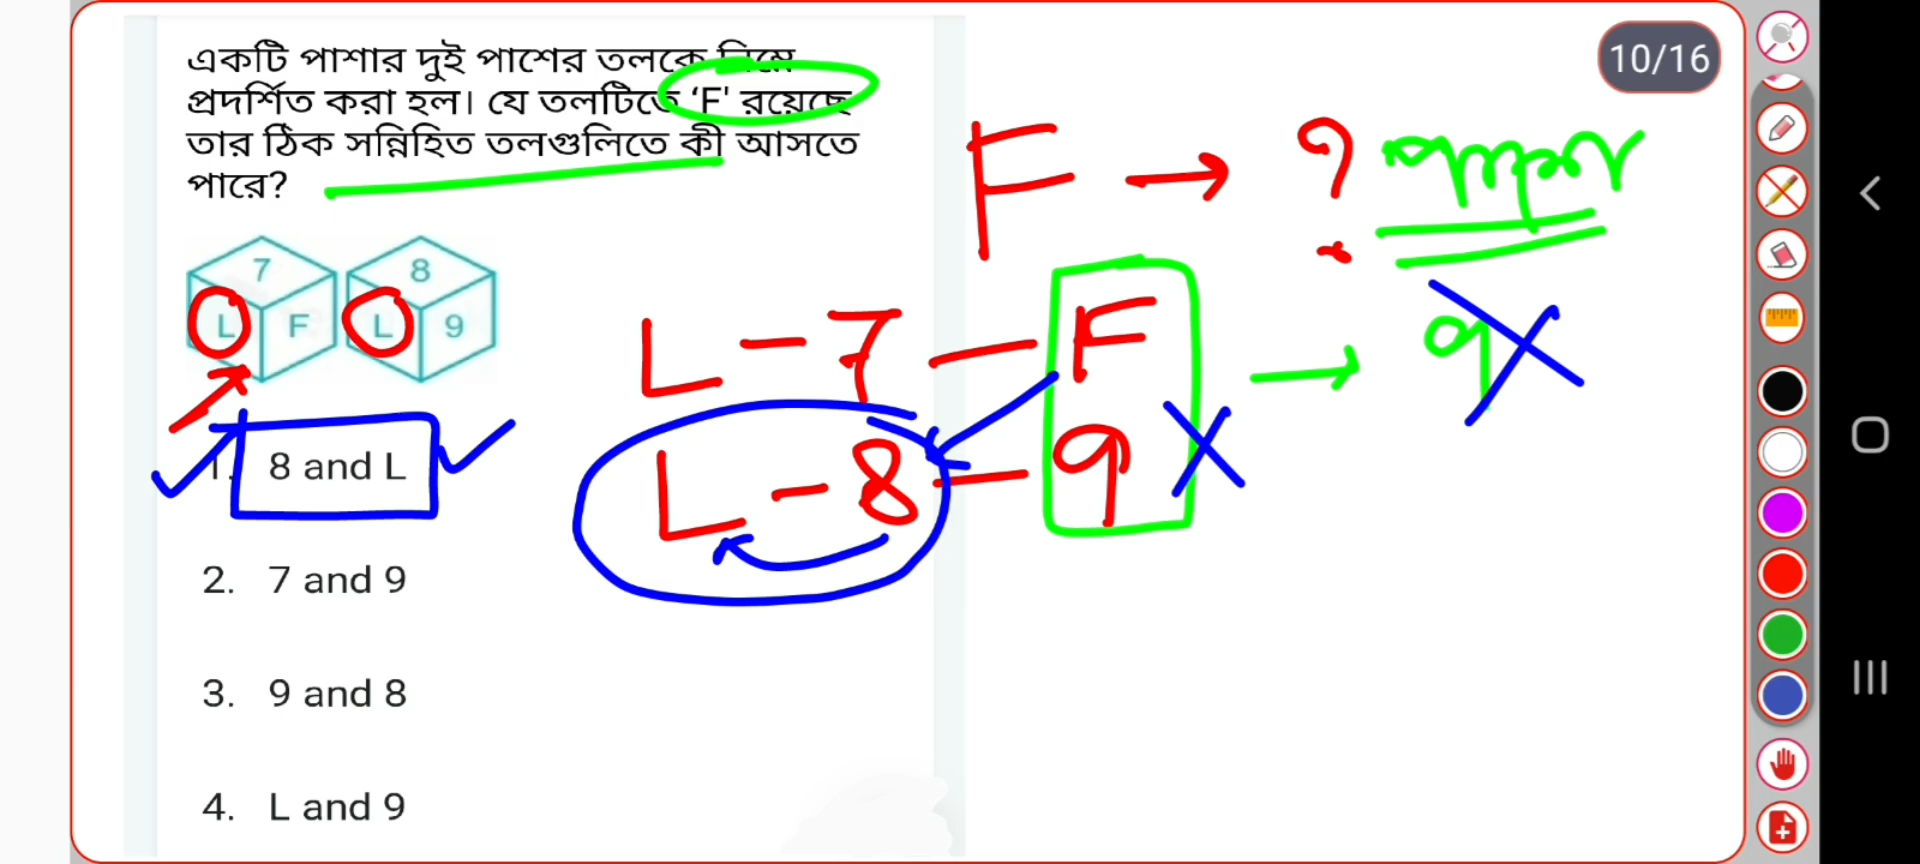 একটি পাশার দুই পাশের তলকে নিম্নে
প্রদর্শিত করা হল। যে তলটিতে ‘F' রয়েছে
তার ঠিক সন্নিহিত তলগুলিতে কী আসতে
পারে?
10/16
F → ?
7
L F
8
L 9
L - 7 - F
L - 8 - 9
1. 8 and L
2. 7 and 9
3. 9 and 8
4. L and 9